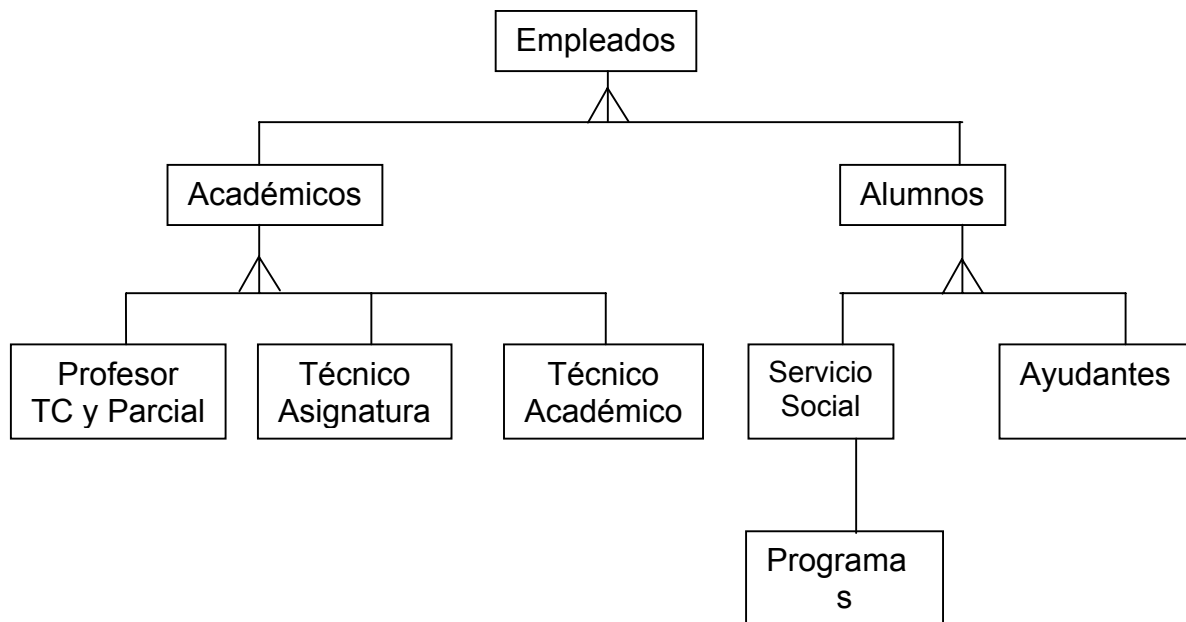 Empleados
Académicos
Alumnos
Profesor
TC y Parcial
Técnico
Asignatura
Técnico
Académico
Servicio
Social
Ayudantes
Programa
s